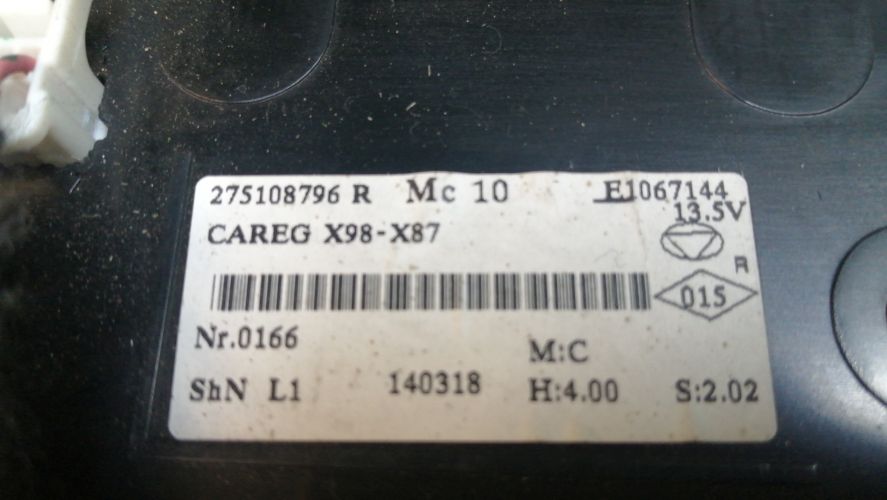 275108796 R Mc 10 E1067144
13.5V
CAREG X98-X87
R
015
Nr.0166
M:C
ShN L1 140318 H:4.00 S:2.02